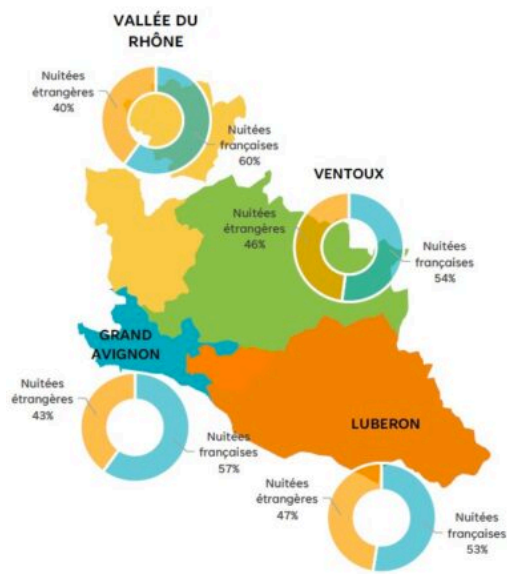 VALLÉE DU
RHÔNE
Nuitées
étrangères
40%
Nuitées
françaises
60%
VENTOUX
Nuitées
étrangères
46%
Nuitées
françaises
54%
GRAND
AVIGNON
Nuitées
étrangères
43%
Nuitées
françaises
57%
LUBERON
Nuitées
étrangères
47%
Nuitées
françaises
53%